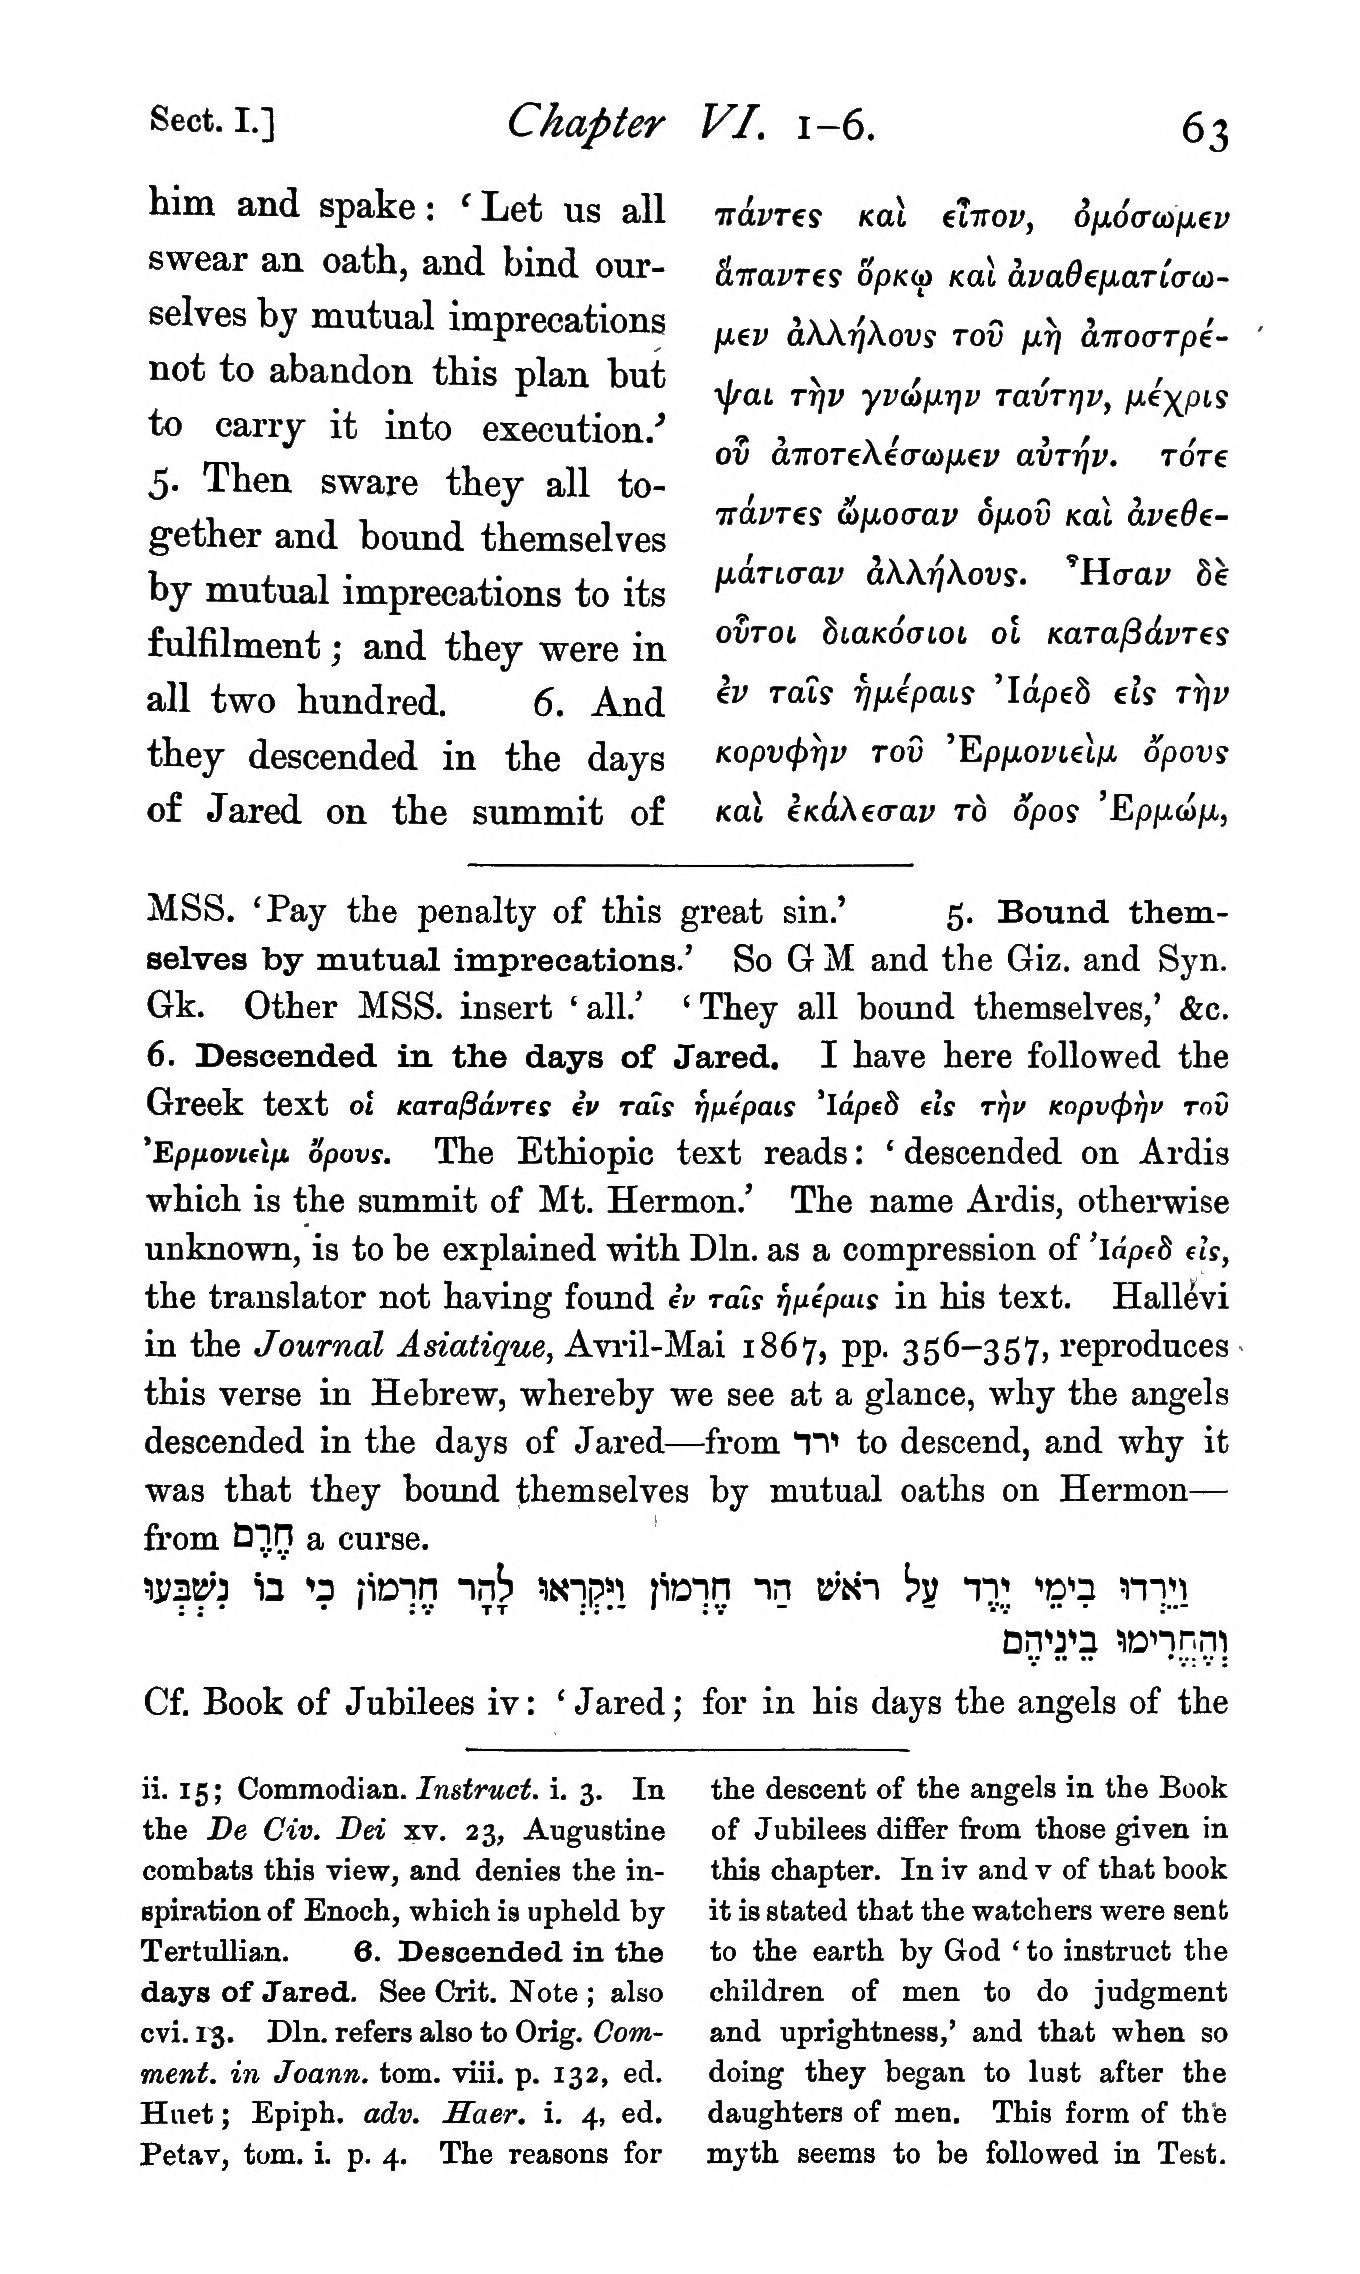 Sect. I.] Chapter VI. 1–6. 63
him and spake: ‘Let us all
swear an oath, and bind our-
selves by mutual imprecations
not to abandon this plan but
to carry it into execution.’
5. Then sware they all to-
gether and bound themselves
by mutual imprecations to its
fulfilment; and they were in
all two hundred. 6. And
they descended in the days
of Jared on the summit of
πάντες καὶ εἶπον, ὀμόσωμεν
ἅπαντες ὅρκῳ καὶ ἀναθεματίσω-
μεν ἀλλήλους τοῦ μὴ ἀποστρέ-
ψαι τὴν γνώμην ταύτην, μέχρις
οὗ ἀποτελέσωμεν αὐτήν. τότε
πάντες ὤμοσαν ὁμοῦ καὶ ἀνεθε-
μάτισαν ἀλλήλους. Ἦσαν δὲ
οὗτοι διακόσιοι οἱ καταβάντες
ἐν ταῖς ἡμέραις Ἰάρεδ εἰς τὴν
κορυφὴν τοῦ Ἐρμονιεὶμ ὄρους
καὶ ἐκάλεσαν τὸ ὄρος Ἐρμώμ,
MSS. ‘Pay the penalty of this great sin.’ 5. Bound them-
selves by mutual imprecations.’ So G M and the Giz. and Syn.
Gk. Other MSS. insert ‘all.’ ‘They all bound themselves,’ &c.
6. Descended in the days of Jared. I have here followed the
Greek text οἱ καταβάντες ἐν ταῖς ἡμέραις Ἰάρεδ εἰς τὴν κορυφὴν τοῦ
Ἐρμονιεὶμ ὄρους. The Ethiopic text reads: ‘descended on Ardis
which is the summit of Mt. Hermon.’ The name Ardis, otherwise
unknown, is to be explained with Dln. as a compression of Ἰάρεδ εἰς,
the translator not having found ἐν ταῖς ἡμέραις in his text. Hallévi
in the Journal Asiatique, Avril-Mai 1867, pp. 356–357, reproduces
this verse in Hebrew, whereby we see at a glance, why the angels
descended in the days of Jared—from ירד to descend, and why it
was that they bound themselves by mutual oaths on Hermon—
from חֶרֶם a curse.
וַיֵּרְדוּ בִימֵי יֶרֶד עַל רֹאשׁ הַר חֶרְמוֹן וַיִּקְרְאוּ לָהָר חֶרְמוֹן כִּי בוֹ נִשְׁבְּעוּ
וְהֶחֱרִימוּ בֵּינֵיהֶם
Cf. Book of Jubilees iv: ‘Jared; for in his days the angels of the
ii. 15; Commodian. Instruct. i. 3. In
the De Civ. Dei xv. 23, Augustine
combats this view, and denies the in-
spiration of Enoch, which is upheld by
Tertullian. 6. Descended in the
days of Jared. See Crit. Note; also
cvi. 13. Dln. refers also to Orig. Com-
ment. in Joann. tom. viii. p. 132, ed.
Huet; Epiph. adv. Haer. i. 4, ed.
Petav, tom. i. p. 4. The reasons for
the descent of the angels in the Book
of Jubilees differ from those given in
this chapter. In iv and v of that book
it is stated that the watchers were sent
to the earth by God ‘to instruct the
children of men to do judgment
and uprightness,’ and that when so
doing they began to lust after the
daughters of men. This form of the
myth seems to be followed in Test.